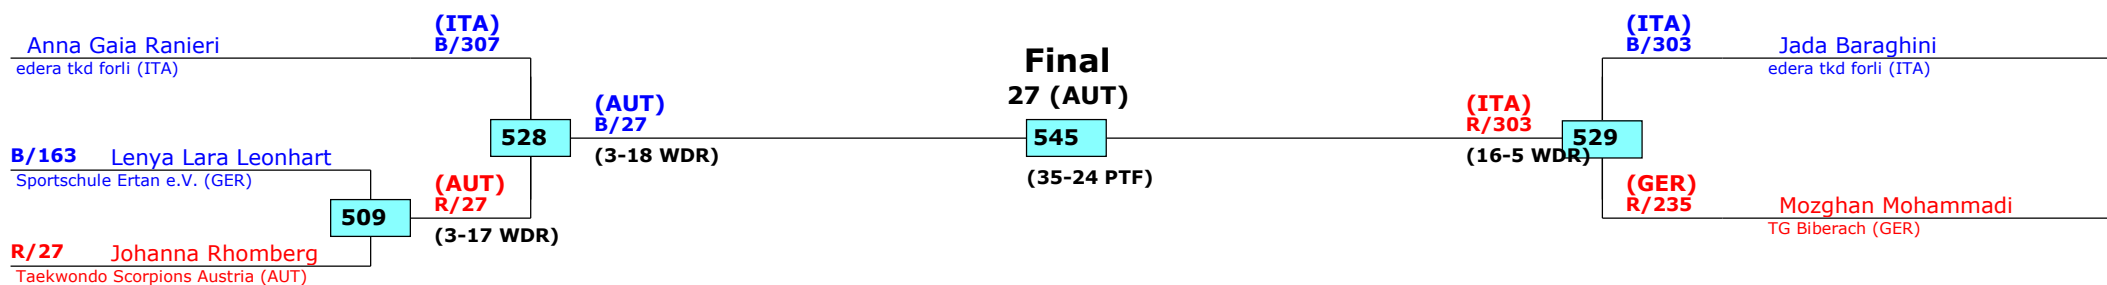 (ITA)
B/307
Anna Gaia Ranieri
edera tkd forli (ITA)
B/163 Lenya Lara Leonhart
Sportschule Ertan e.V. (GER)
R/27 Johanna Rhomberg
Taekwondo Scorpions Austria (AUT)
509
(AUT)
R/27
(3-17 WDR)
528
(AUT)
B/27
(3-18 WDR)
Final
27 (AUT)
545
(35-24 PTF)
(ITA)
R/303
(16-5 WDR)
529
(ITA)
B/303
Jada Baraghini
edera tkd forli (ITA)
(GER)
R/235
Mozghan Mohammadi
TG Biberach (GER)